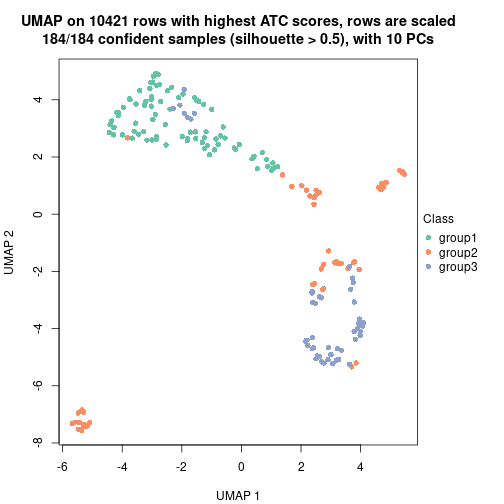 UMAP on 10421 rows with highest ATC scores, rows are scaled
184/184 confident samples (silhouette > 0.5), with 10 PCs
4
2
0
-2
-4
-6
-8
UMAP 2
-6 -4 -2 0 2 4
UMAP 1
Class
group1
group2
group3